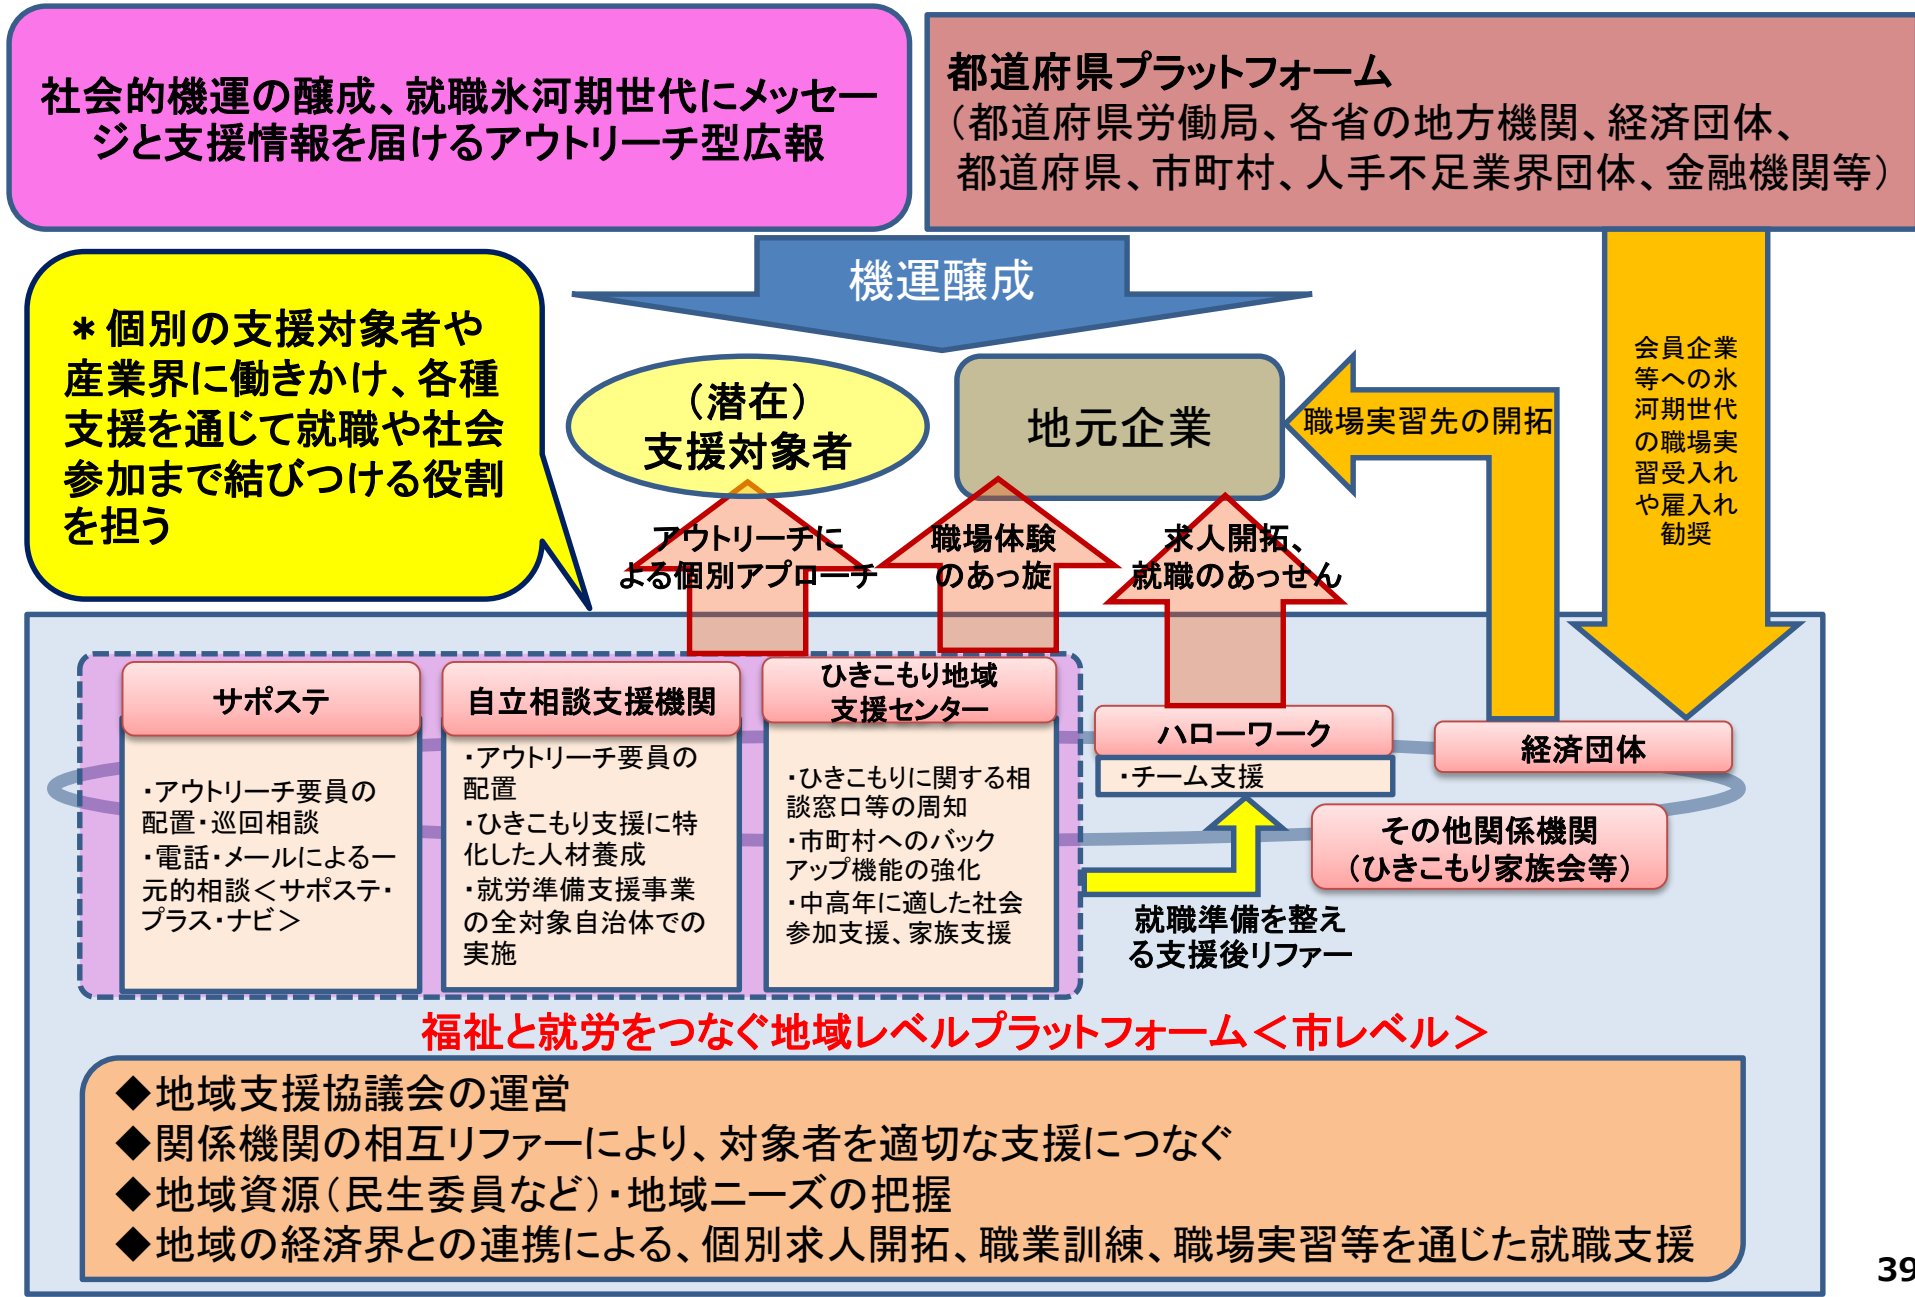 社会的機運の醸成、就職氷河期世代にメッセー
ジと支援情報を届けるアウトリーチ型広報
都道府県プラットフォーム
（都道府県労働局、各省の地方機関、経済団体、
都道府県、市町村、人手不足業界団体、金融機関等）
機運醸成
＊個別の支援対象者や
産業界に働きかけ、各種
支援を通じて就職や社会
参加まで結びつける役割
を担う
（潜在）
支援対象者
地元企業
職場実習先の開拓
会員企業
等への氷
河期世代
の職場実
習受入れ
や雇入れ
勧奨
アウトリーチに
よる個別アプローチ
職場体験
のあっ旋
求人開拓、
就職のあっせん
サポステ
・アウトリーチ要員の
配置・巡回相談
・電話・メールによる一
元的相談＜サポステ・
プラス・ナビ＞
自立相談支援機関
・アウトリーチ要員の
配置
・ひきこもり支援に特
化した人材養成
・就労準備支援事業
の全対象自治体での
実施
ひきこもり地域
支援センター
・ひきこもりに関する相
談窓口等の周知
・市町村へのバック
アップ機能の強化
・中高年に適した社会
参加支援、家族支援
ハローワーク
・チーム支援
経済団体
その他関係機関
（ひきこもり家族会等）
就職準備を整え
る支援後リファー
福祉と就労をつなぐ地域レベルプラットフォーム＜市レベル＞
◆地域支援協議会の運営
◆関係機関の相互リファーにより、対象者を適切な支援につなぐ
◆地域資源（民生委員など）・地域ニーズの把握
◆地域の経済界との連携による、個別求人開拓、職業訓練、職場実習等を通じた就職支援
39